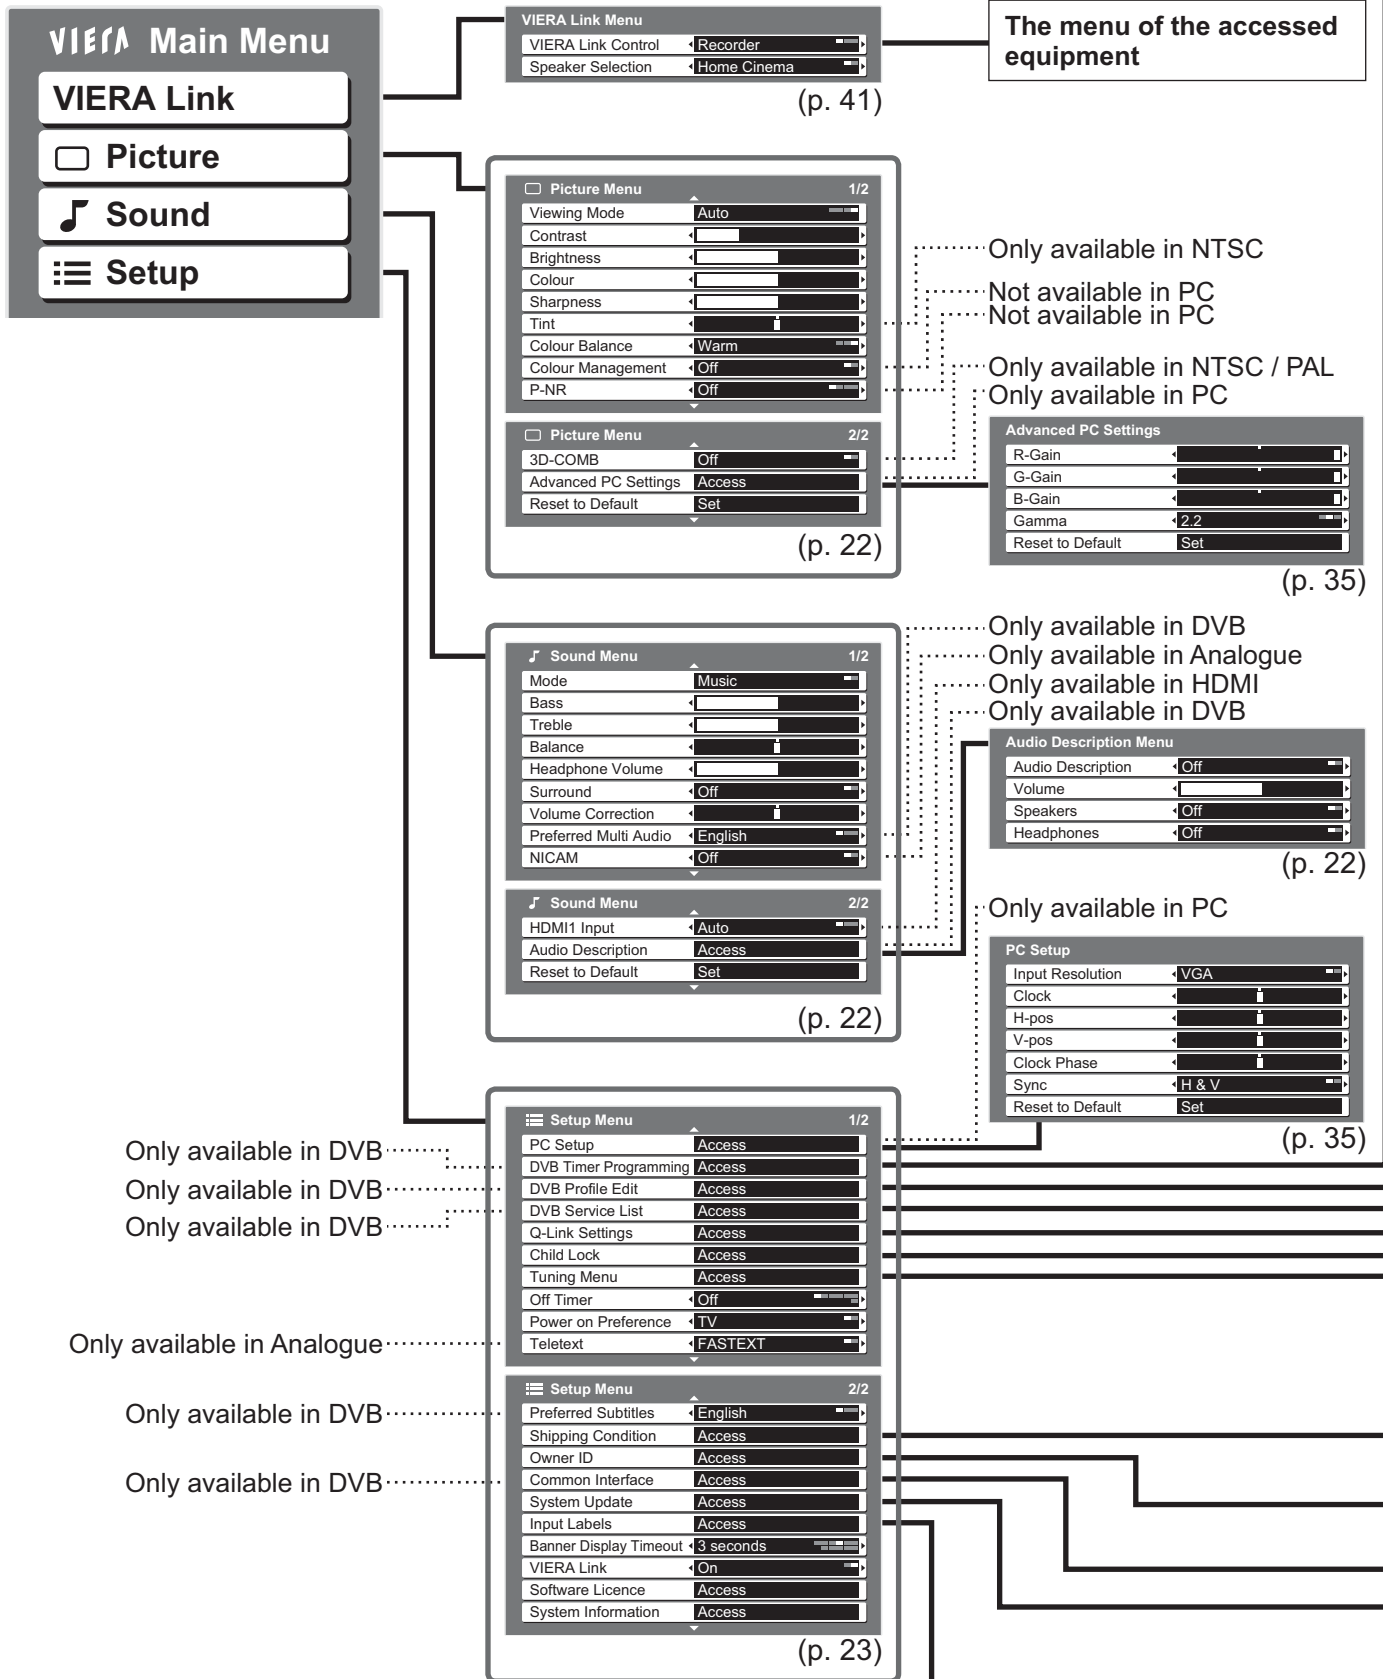 VIERA Main Menu
VIERA Link
Picture
Sound
Setup
VIERA Link Menu
VIERA Link Control Recorder
Speaker Selection Home Cinema
(p. 41)
The menu of the accessed
equipment
Picture Menu 1/2
Viewing Mode Auto
Contrast
Brightness
Colour
Sharpness
Tint
Colour Balance Warm
Colour Management Off
P-NR Off
Only available in NTSC
Not available in PC
Not available in PC
Only available in NTSC / PAL
Only available in PC
Picture Menu 2/2
3D-COMB Off
Advanced PC Settings Access
Reset to Default Set
(p. 22)
Advanced PC Settings
R-Gain
G-Gain
B-Gain
Gamma 2.2
Reset to Default Set
(p. 35)
Sound Menu 1/2
Mode Music
Bass
Treble
Balance
Headphone Volume
Surround Off
Volume Correction
Preferred Multi Audio English
NICAM Off
Only available in DVB
Only available in Analogue
Only available in HDMI
Only available in DVB
Sound Menu 2/2
HDMI1 Input Auto
Audio Description Access
Reset to Default Set
(p. 22)
Audio Description Menu
Audio Description Off
Volume
Speakers Off
Headphones Off
(p. 22)
Only available in PC
PC Setup
Input Resolution VGA
Clock
H-pos
V-pos
Clock Phase
Sync H & V
Reset to Default Set
(p. 35)
Only available in DVB
Only available in DVB
Only available in DVB
Only available in Analogue
Only available in DVB
Only available in DVB
Setup Menu 1/2
PC Setup Access
DVB Timer Programming Access
DVB Profile Edit Access
DVB Service List Access
Q-Link Settings Access
Child Lock Access
Tuning Menu Access
Off Timer Off
Power on Preference TV
Teletext FASTEXT
Setup Menu 2/2
Preferred Subtitles English
Shipping Condition Access
Owner ID Access
Common Interface Access
System Update Access
Input Labels Access
Banner Display Timeout 3 seconds
VIERA Link On
Software Licence Access
System Information Access
(p. 23)